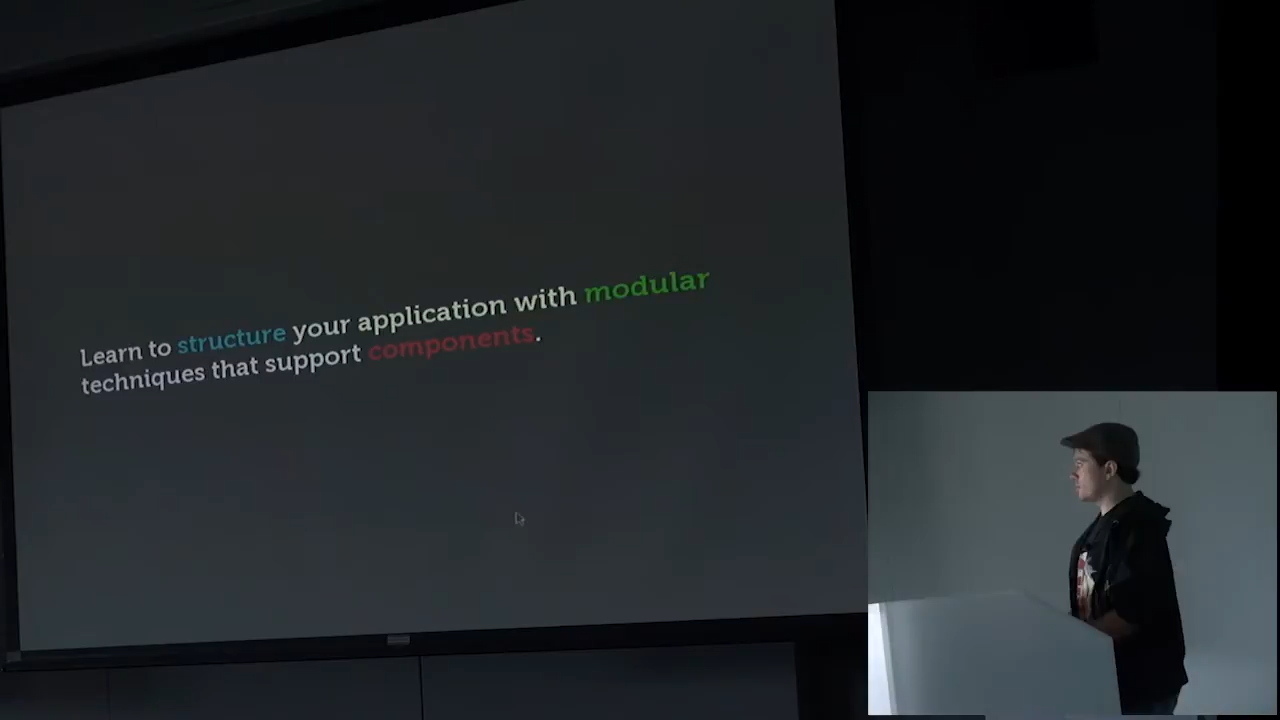 Learn to structure your application with modular
techniques that support components.